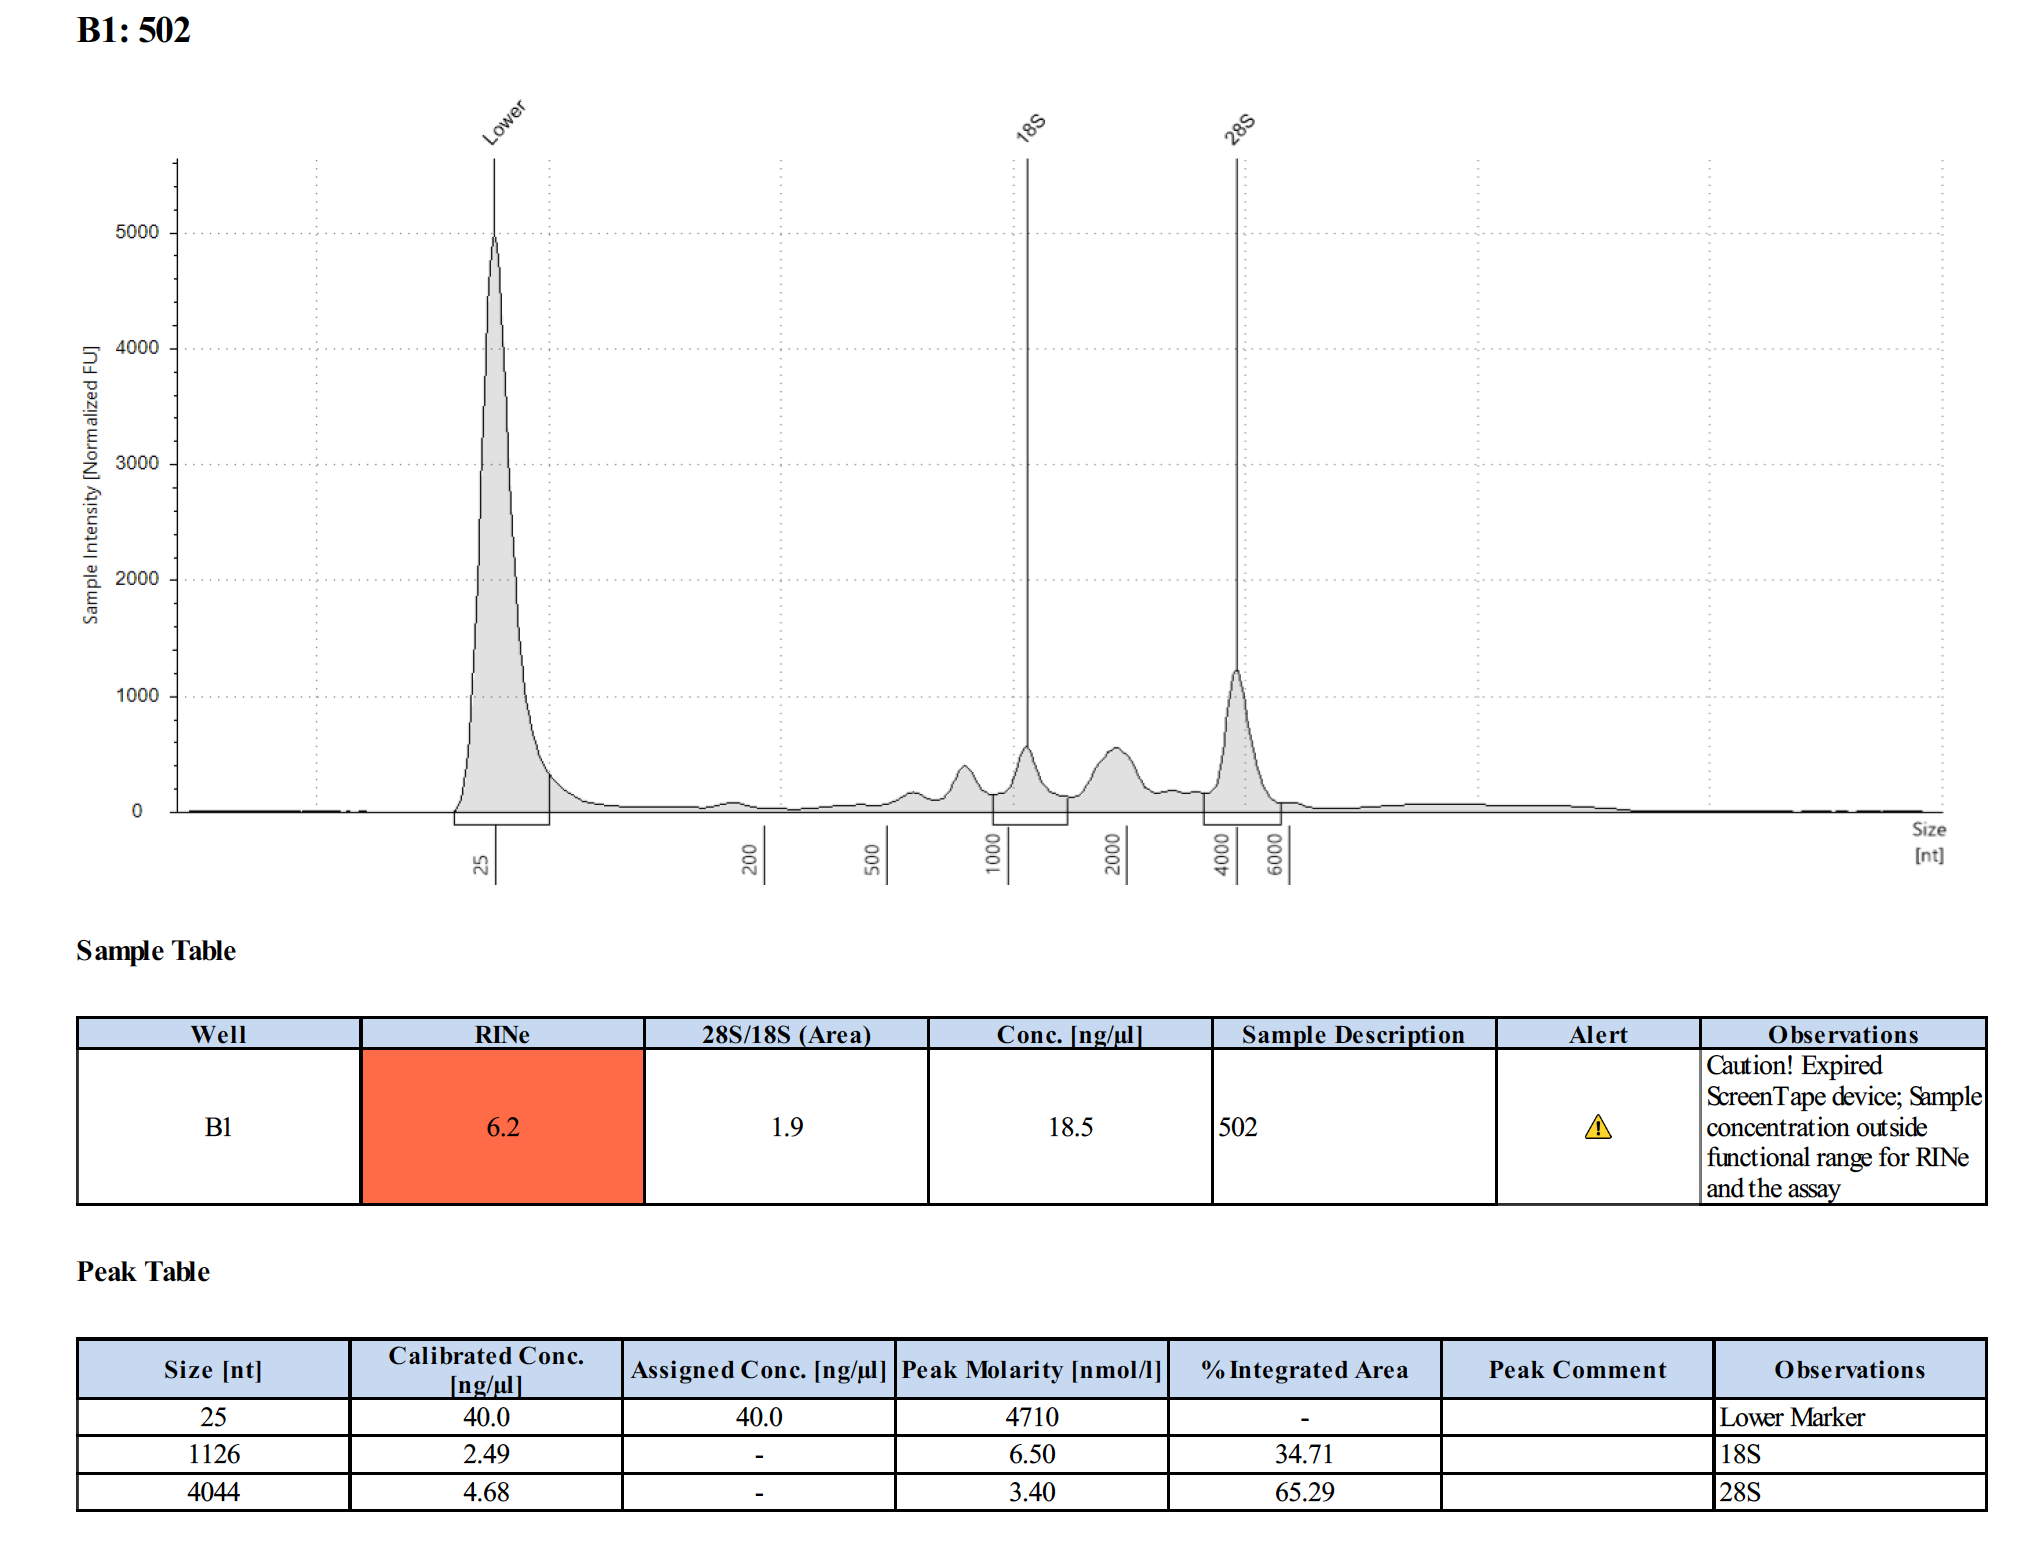 B1: 502
Lower
18S
28S
5000
4000
3000
2000
1000
0
Sample Intensity [Normalized FU]
25
200
500
1000
2000
4000
6000
Size
[nt]
Sample Table
Well RINe 28S/18S (Area) Conc. [ng/µl] Sample Description Alert Observations
B1 6.2 1.9 18.5 502
Caution! Expired
ScreenTape device; Sample
concentration outside
functional range for RINe
and the assay
Peak Table
Size [nt] Calibrated Conc. [ng/µl] Assigned Conc. [ng/µl] Peak Molarity [nmol/l] % Integrated Area Peak Comment Observations
25 40.0 40.0 4710 - Lower Marker
1126 2.49 - 6.50 34.71 18S
4044 4.68 - 3.40 65.29 28S